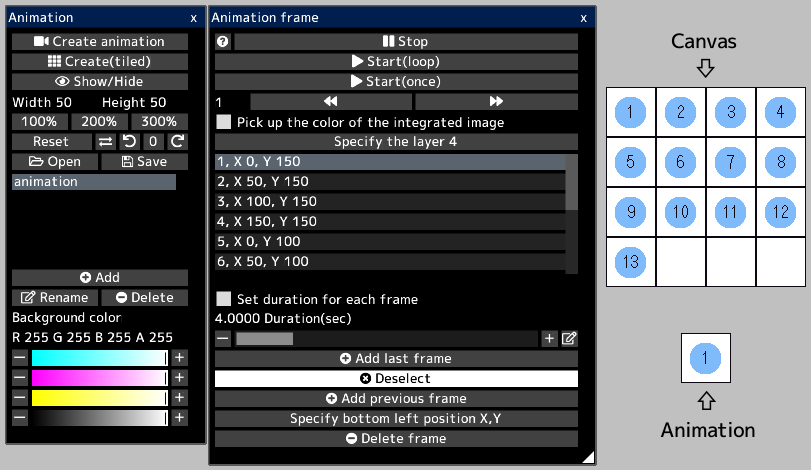 Animation x
Create animation
Create(tiled)
Show/Hide
Width 50 Height 50
100% 200% 300%
Reset 0
Open Save
animation
Add
Rename Delete
Background color
R 255 G 255 B 255 A 255
Animation frame x
Stop
Start(loop)
Start(once)
1
Pick up the color of the integrated image
Specify the layer 4
1, X 0, Y 150
2, X 50, Y 150
3, X 100, Y 150
4, X 150, Y 150
5, X 0, Y 100
6, X 50, Y 100
Set duration for each frame
4.0000 Duration(sec)
Add last frame
Deselect
Add previous frame
Specify bottom left position X,Y
Delete frame
Canvas
1 2 3 4
5 6 7 8
9 10 11 12
13
1
Animation